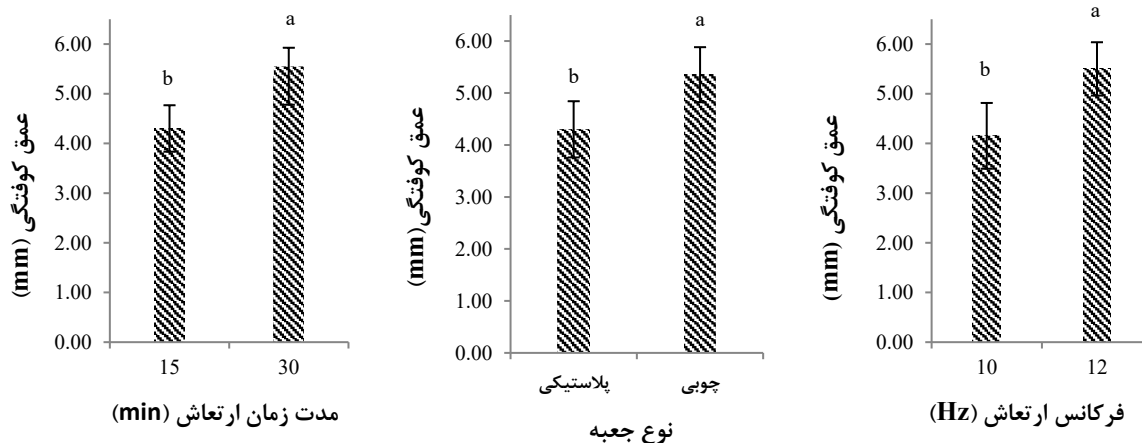 a
b
6.00
5.00
4.00
3.00
2.00
1.00
0.00
15
30
عمق کوفتگی (mm)
مدت زمان ارتعاش (min)
a
b
6.00
5.00
4.00
3.00
2.00
1.00
0.00
پلاستیکی
چوبی
عمق کوفتگی(mm)
نوع جعبه
a
b
6.00
5.00
4.00
3.00
2.00
1.00
0.00
10
12
عمق کوفتگی (mm)
فرکانس ارتعاش (Hz)